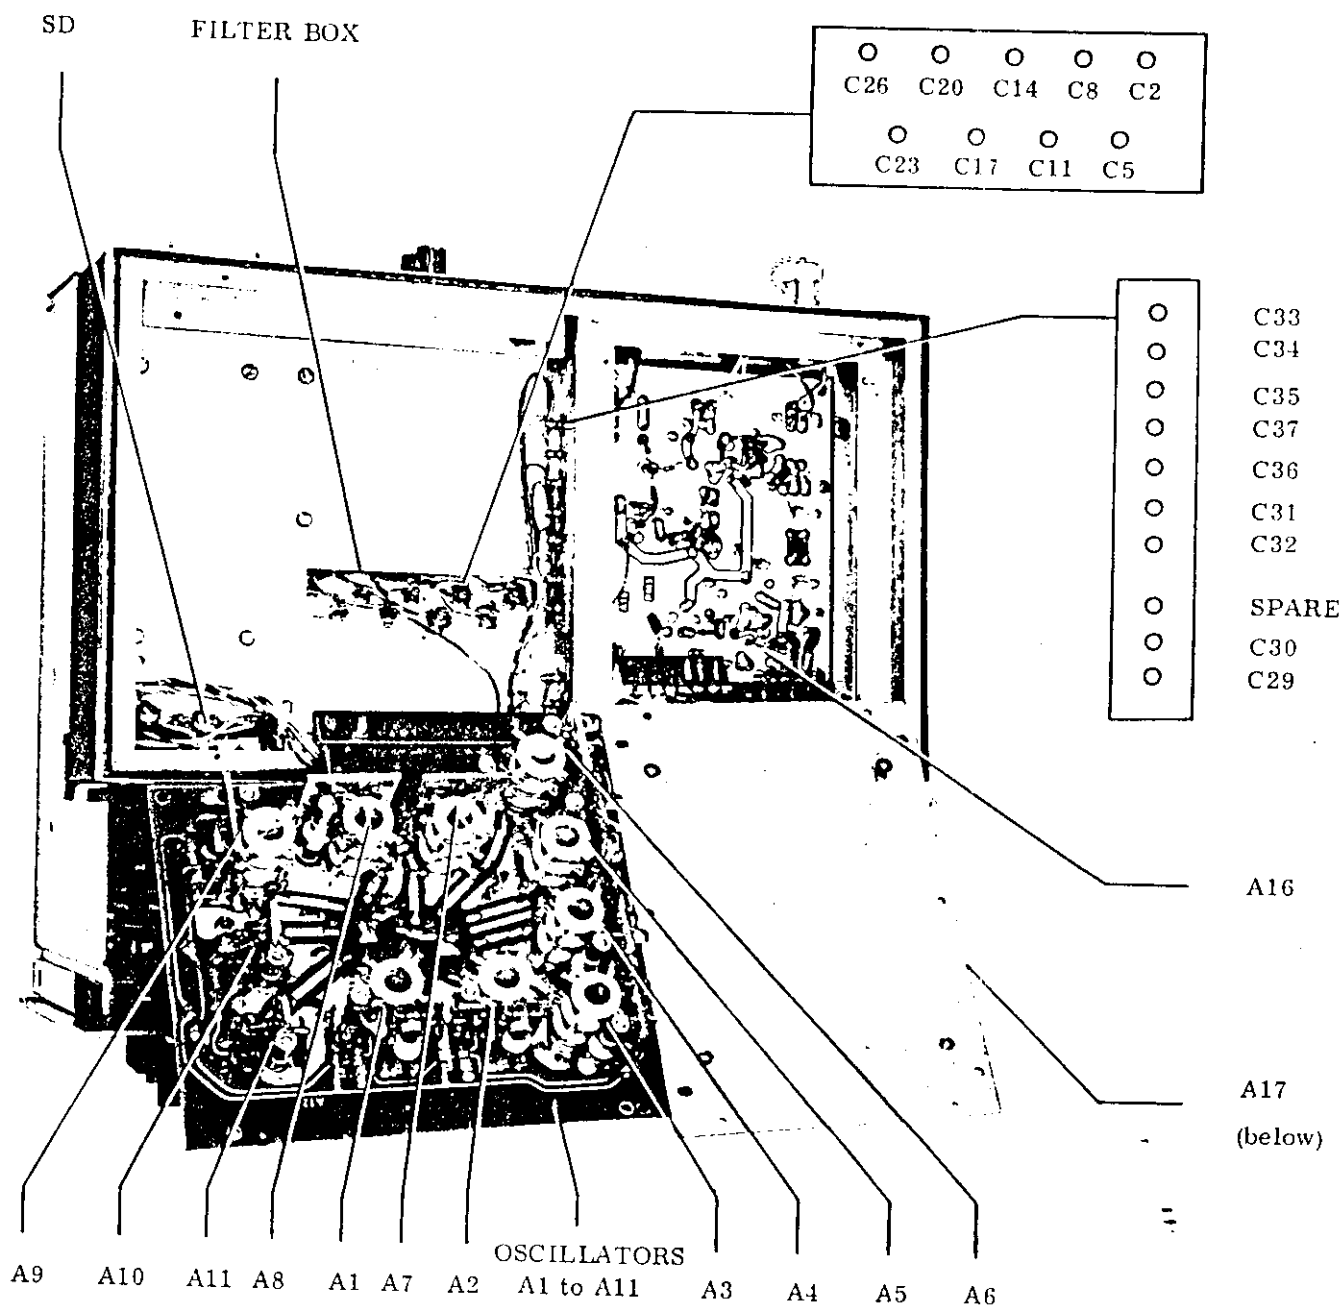 SD
FILTER BOX
C26 C20 C14 C8 C2
C23 C17 C11 C5
C33
C34
C35
C37
C36
C31
C32
SPARE
C30
C29
A16
A17
(below)
OSCILLATORS
A1 to A11
A9 A10 A11 A8 A1 A7 A2 A3 A4 A5 A6